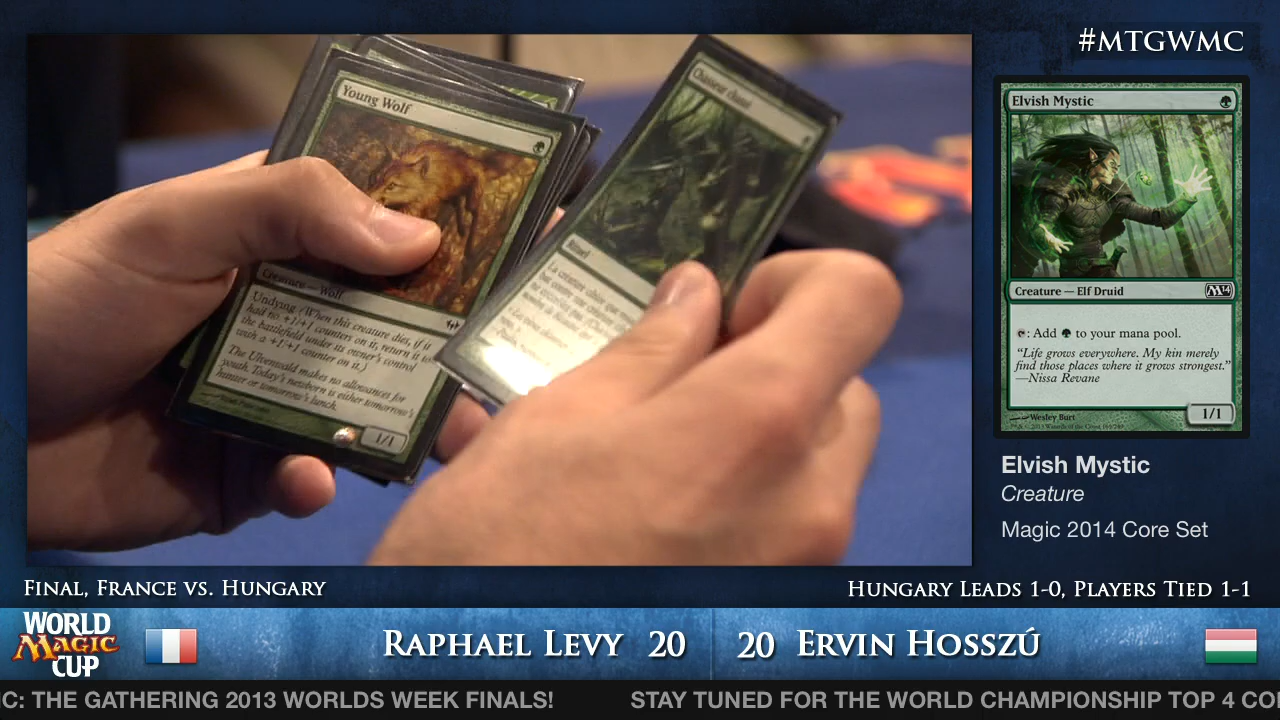 #MTGWMC
Young Wolf
Creature — Wolf
Undying (When this creature dies, if it
had no +1/+1 counters on it, return it to
the battlefield under its owner's control
with a +1/+1 counter on it.)
The Ulvenwald makes no allowances for
youth. Today's newborn is either tomorrow's
hunter or tomorrow's lunch.
1/1
Rituel
Elvish Mystic
Creature — Elf Druid
M14
: Add to your mana pool.
"Life grows everywhere. My kin merely
find those places where it grows strongest."
—Nissa Revane
Wesley Burt
1/1
Elvish Mystic
Creature
Magic 2014 Core Set
Final, France vs. Hungary
Hungary Leads 1-0, Players Tied 1-1
WORLD
MAGIC
CUP
Raphael Levy 20
20 Ervin Hosszú
IC: THE GATHERING 2013 WORLDS WEEK FINALS! STAY TUNED FOR THE WORLD CHAMPIONSHIP TOP 4 CO